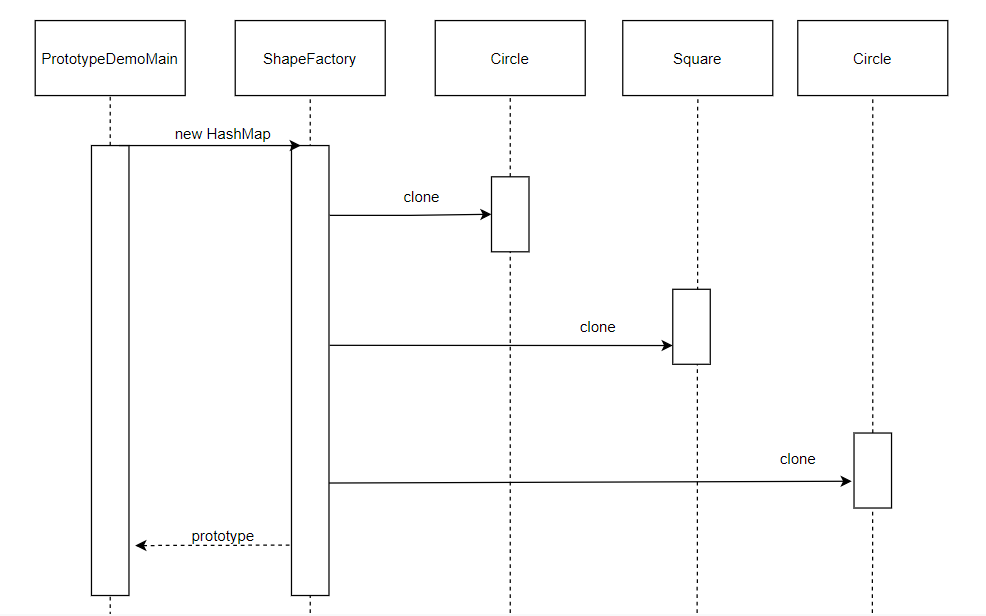 PrototypeDemoMain
ShapeFactory
Circle
Square
Circle
new HashMap
clone
clone
clone
prototype